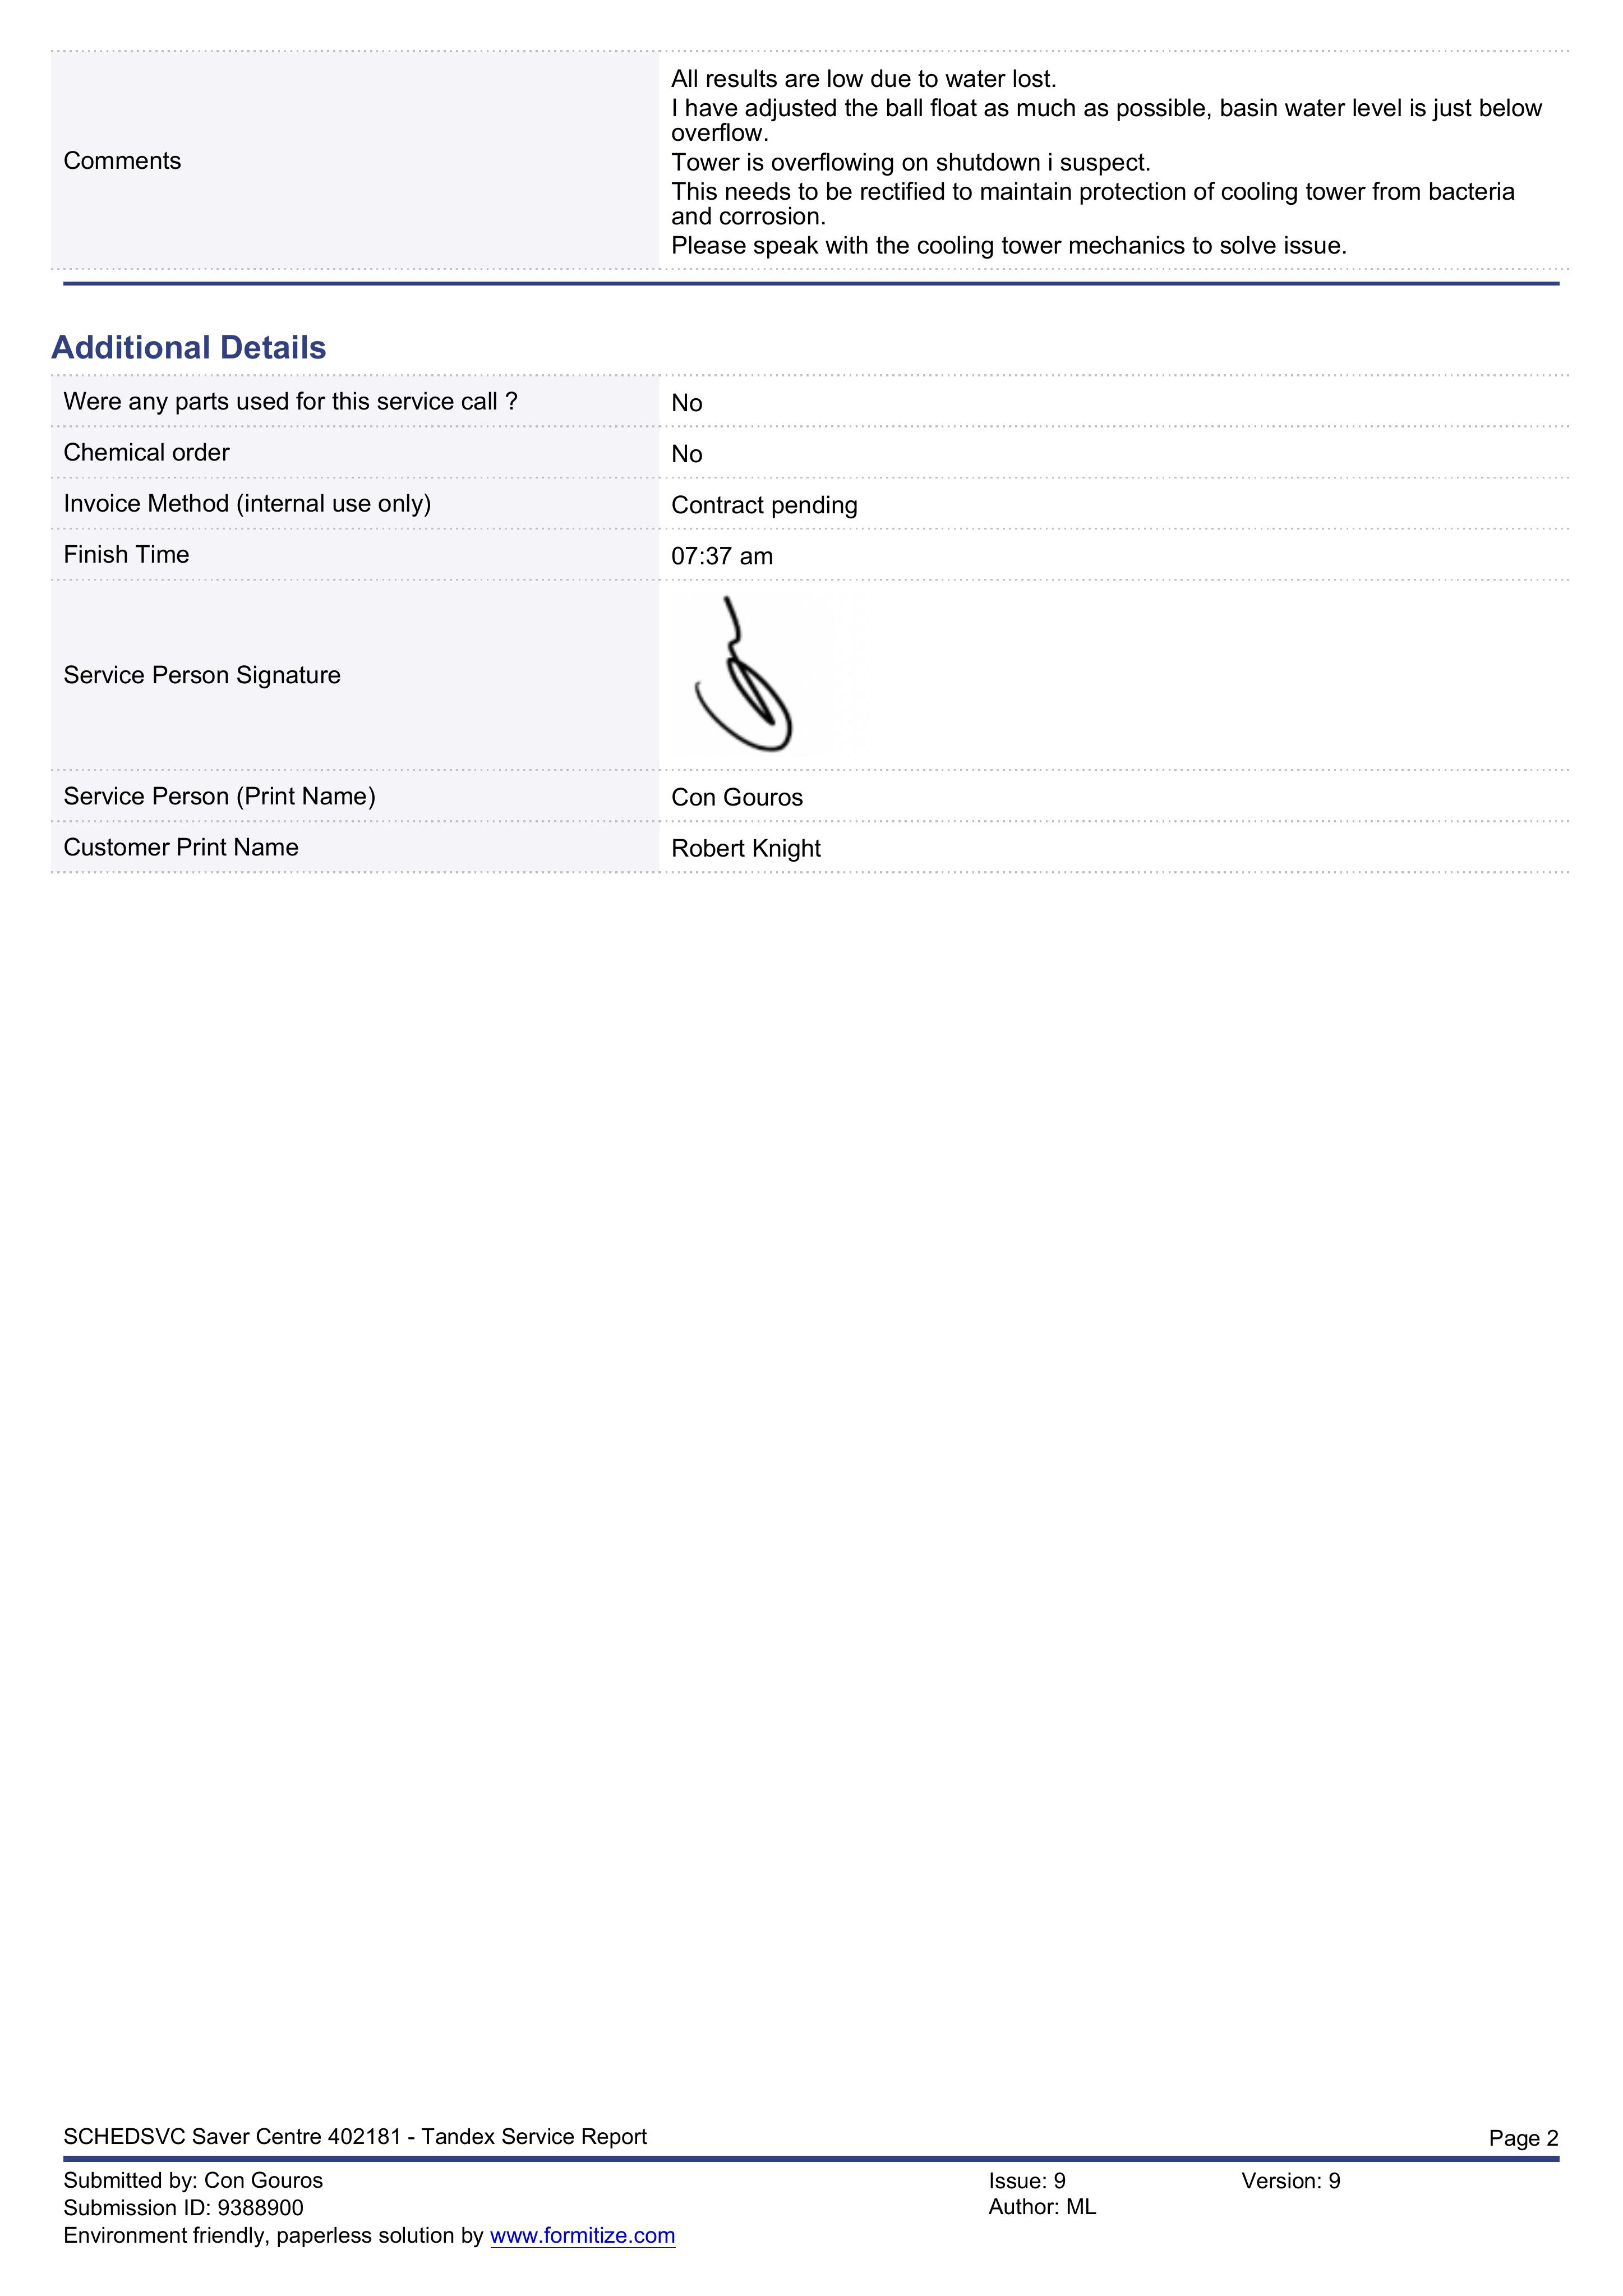 Comments
All results are low due to water lost.
I have adjusted the ball float as much as possible, basin water level is just below
overflow.
Tower is overflowing on shutdown i suspect.
This needs to be rectified to maintain protection of cooling tower from bacteria
and corrosion.
Please speak with the cooling tower mechanics to solve issue.
Additional Details
Were any parts used for this service call ? No
Chemical order No
Invoice Method (internal use only) Contract pending
Finish Time 07:37 am
Service Person Signature
Service Person (Print Name) Con Gouros
Customer Print Name Robert Knight
SCHEDSVC Saver Centre 402181 - Tandex Service Report Page 2
Submitted by: Con Gouros Issue: 9 Version: 9
Submission ID: 9388900 Author: ML
Environment friendly, paperless solution by www.formitize.com